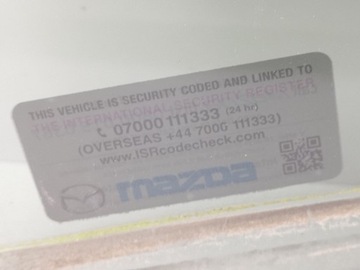 THIS VEHICLE IS SECURITY CODED AND LINKED TO
THE INTERNATIONAL SECURITY REGISTER
07000 111333 (24 hr)
(OVERSEAS +44 7000 111333)
www.ISRcodecheck.com
mazda